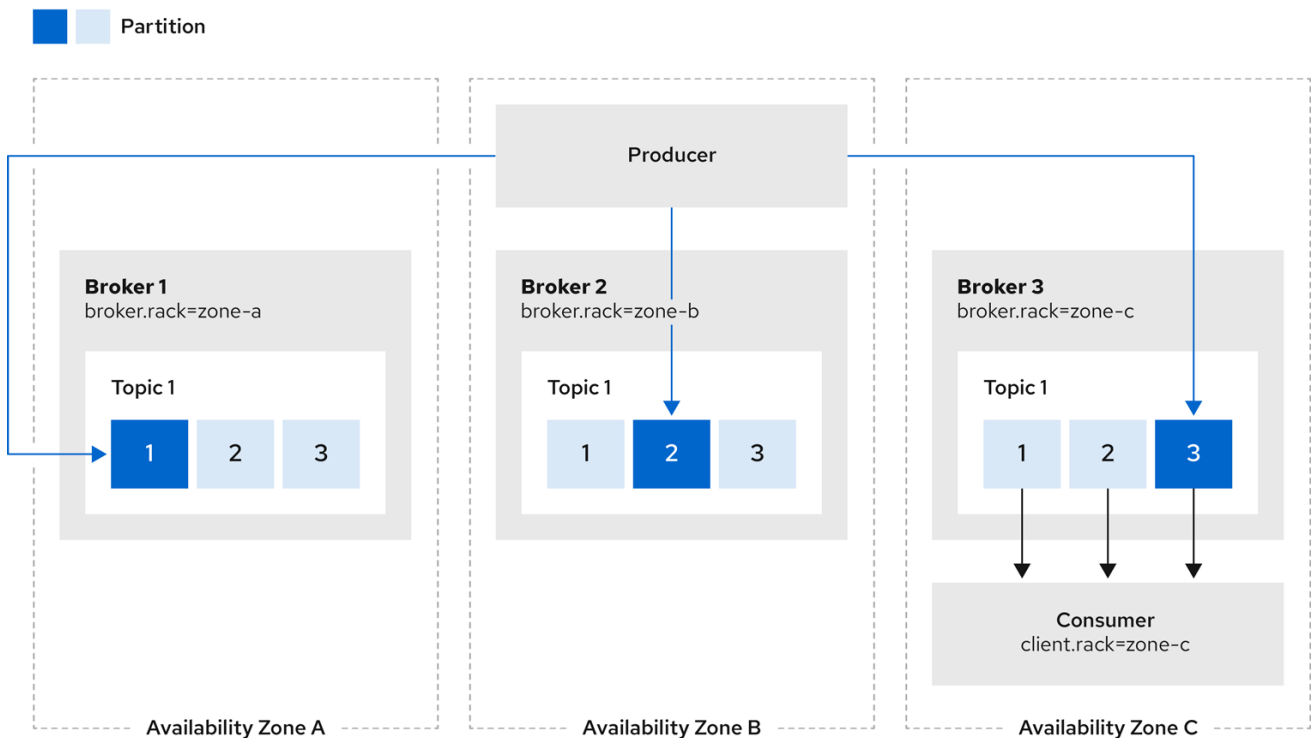 Partition
Producer
Broker 1
broker.rack=zone-a
Topic 1
1 2 3
Broker 2
broker.rack=zone-b
Topic 1
1 2 3
Broker 3
broker.rack=zone-c
Topic 1
1 2 3
Consumer
client.rack=zone-c
Availability Zone A
Availability Zone B
Availability Zone C